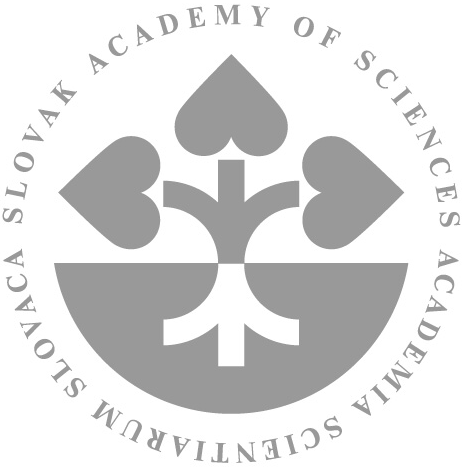 SLOVAK ACADEMY OF SCIENCES
ACADEMIA SCIENTIARUM SLOVACA